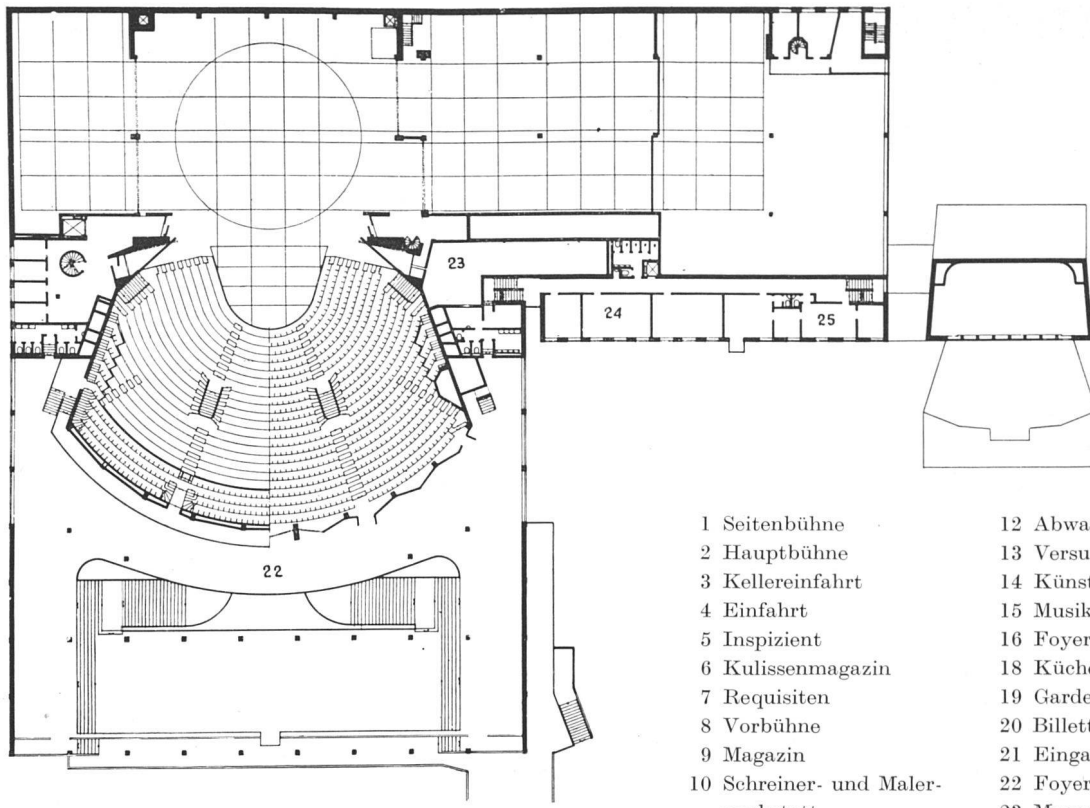 23
24
25
22
1 Seitenbühne
2 Hauptbühne
3 Kellereinfahrt
4 Einfahrt
5 Inspizient
6 Kulissenmagazin
7 Requisiten
8 Vorbühne
9 Magazin
10 Schreiner- und Maler-
12 Abwa
13 Versu
14 Künst
15 Musik
16 Foyer
18 Küche
19 Garde
20 Billett
21 Einga
22 Foyer